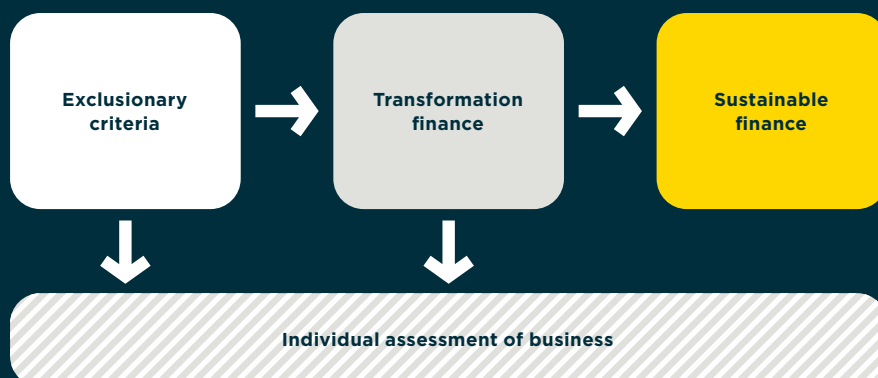 Exclusionary
criteria
Transformation
finance
Sustainable
finance
Individual assessment of business